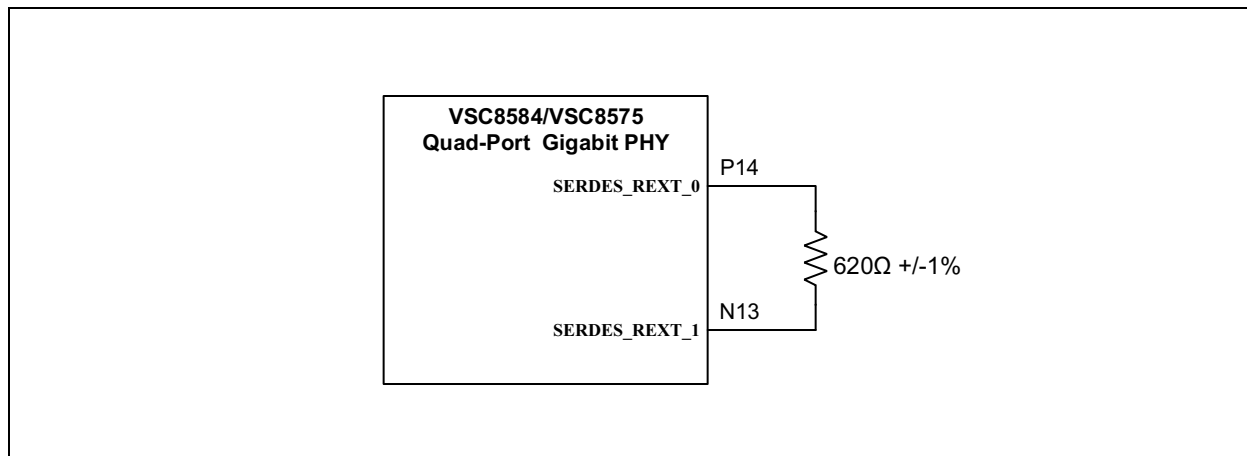 VSC8584/VSC8575
Quad-Port Gigabit PHY
SERDES_REXT_0
P14
620Ω +/-1%
N13
SERDES_REXT_1